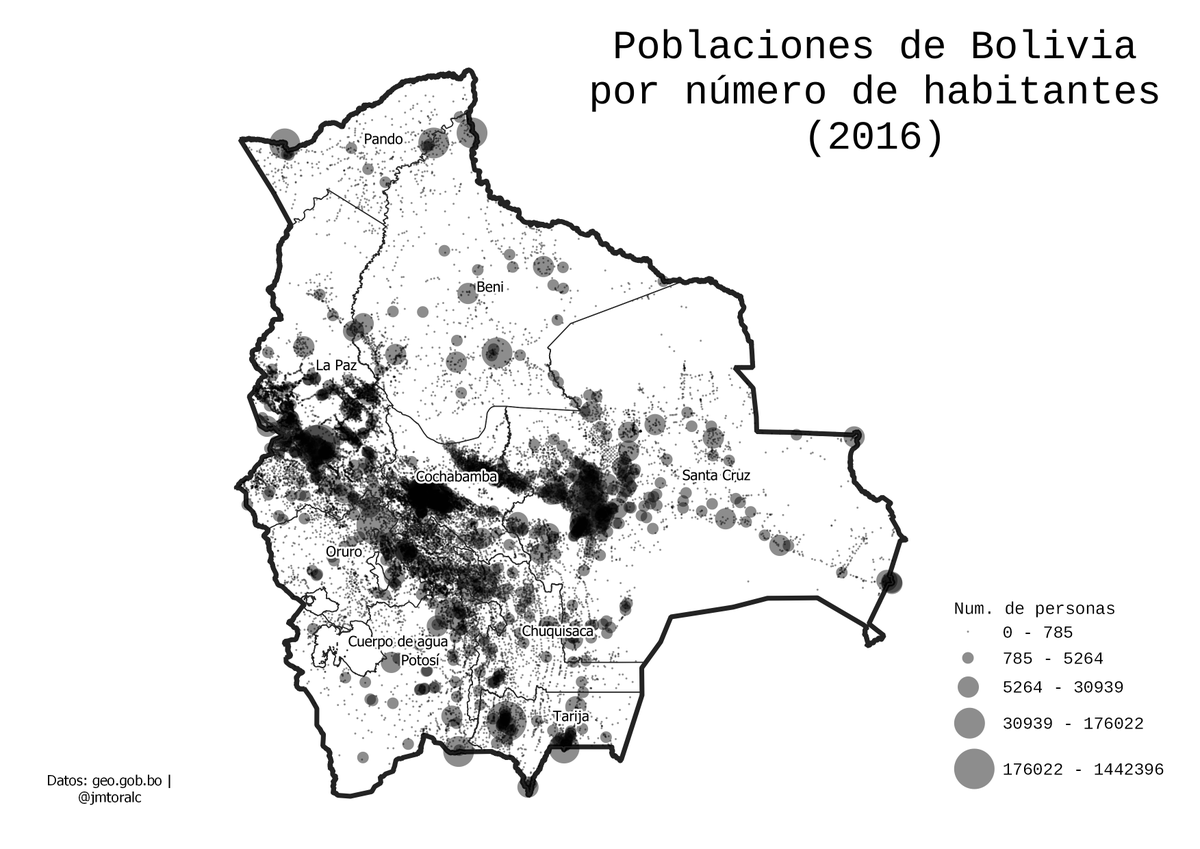 Poblaciones de Bolivia
por número de habitantes
(2016)
Pando
Beni
La Paz
Cochabamba
Santa Cruz
Oruro
Chuquisaca
Cuerpo de agua
Potosí
Tarija
Num. de personas
0 - 785
785 - 5264
5264 - 30939
30939 - 176022
176022 - 1442396
Datos: geo.gob.bo |
@jmtoralc